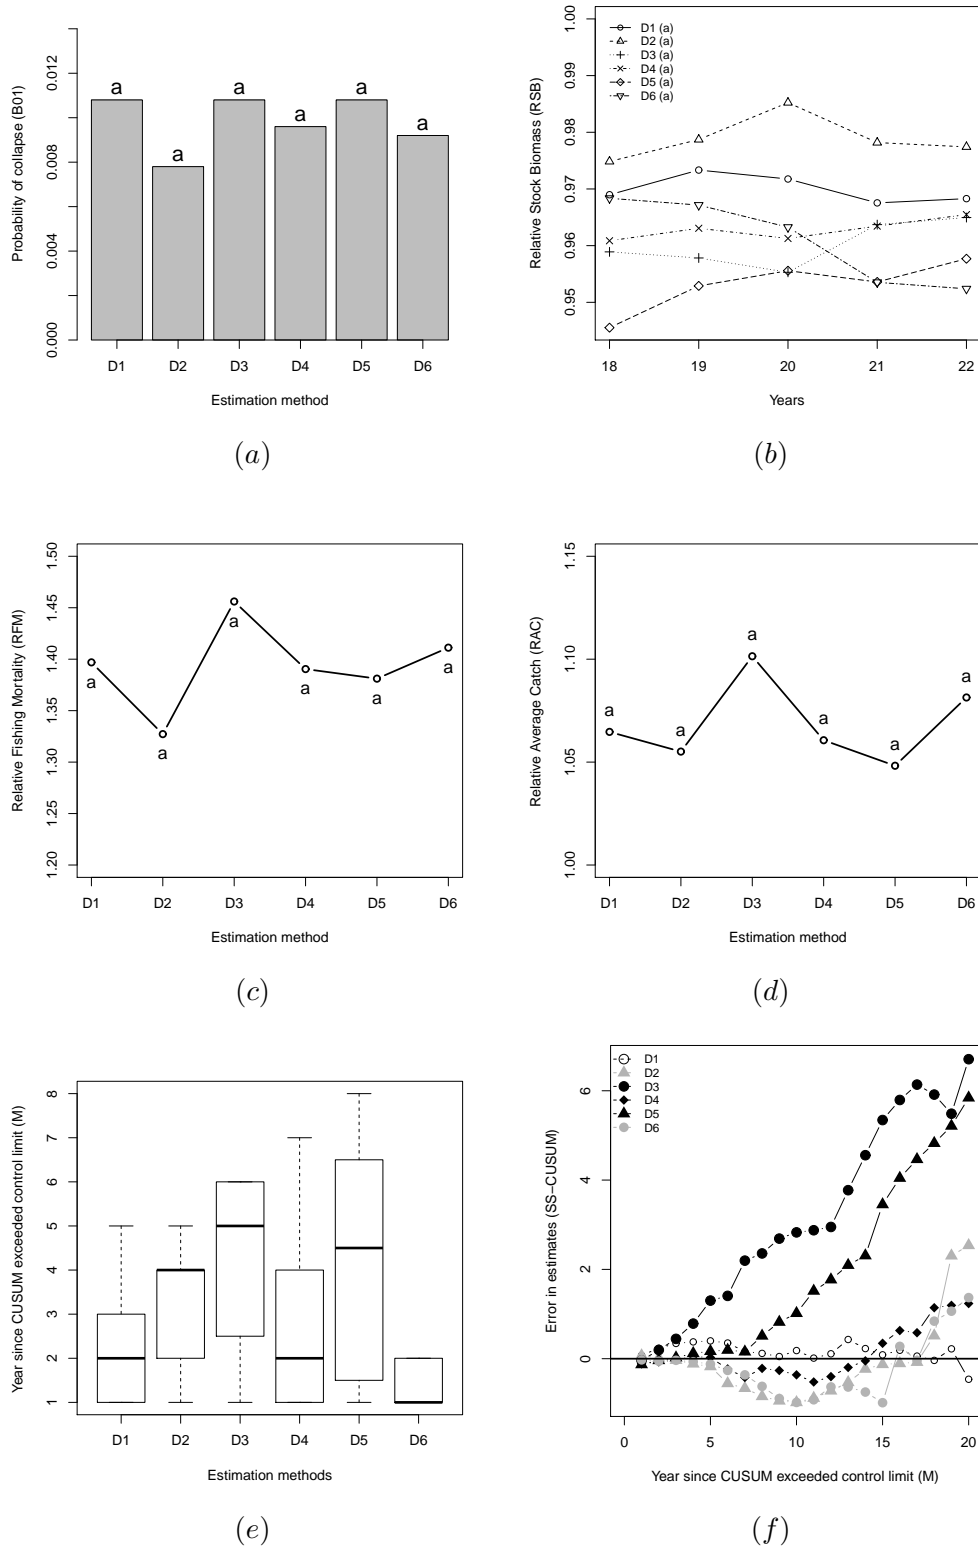 Probability of collapse (B01)
0.000 0.004 0.008 0.012
a a a a a a
D1 D2 D3 D4 D5 D6
Estimation method
(a)
Relative Stock Biomass (RSB)
0.95 0.96 0.97 0.98 0.99 1.00
D1 (a)
D2 (a)
D3 (a)
D4 (a)
D5 (a)
D6 (a)
18 19 20 21 22
Years
(b)
Relative Fishing Mortality (RFM)
1.20 1.25 1.30 1.35 1.40 1.45 1.50
a a a a a a
D1 D2 D3 D4 D5 D6
Estimation method
(c)
Relative Average Catch (RAC)
1.00 1.05 1.10 1.15
a a a a a a
D1 D2 D3 D4 D5 D6
Estimation method
(d)
Year since CUSUM exceeded control limit (M)
1 2 3 4 5 6 7 8
D1 D2 D3 D4 D5 D6
Estimation methods
(e)
Error in estimates (SS−CUSUM)
0 2 4 6
D1
D2
D3
D4
D5
D6
0 5 10 15 20
Year since CUSUM exceeded control limit (M)
(f)